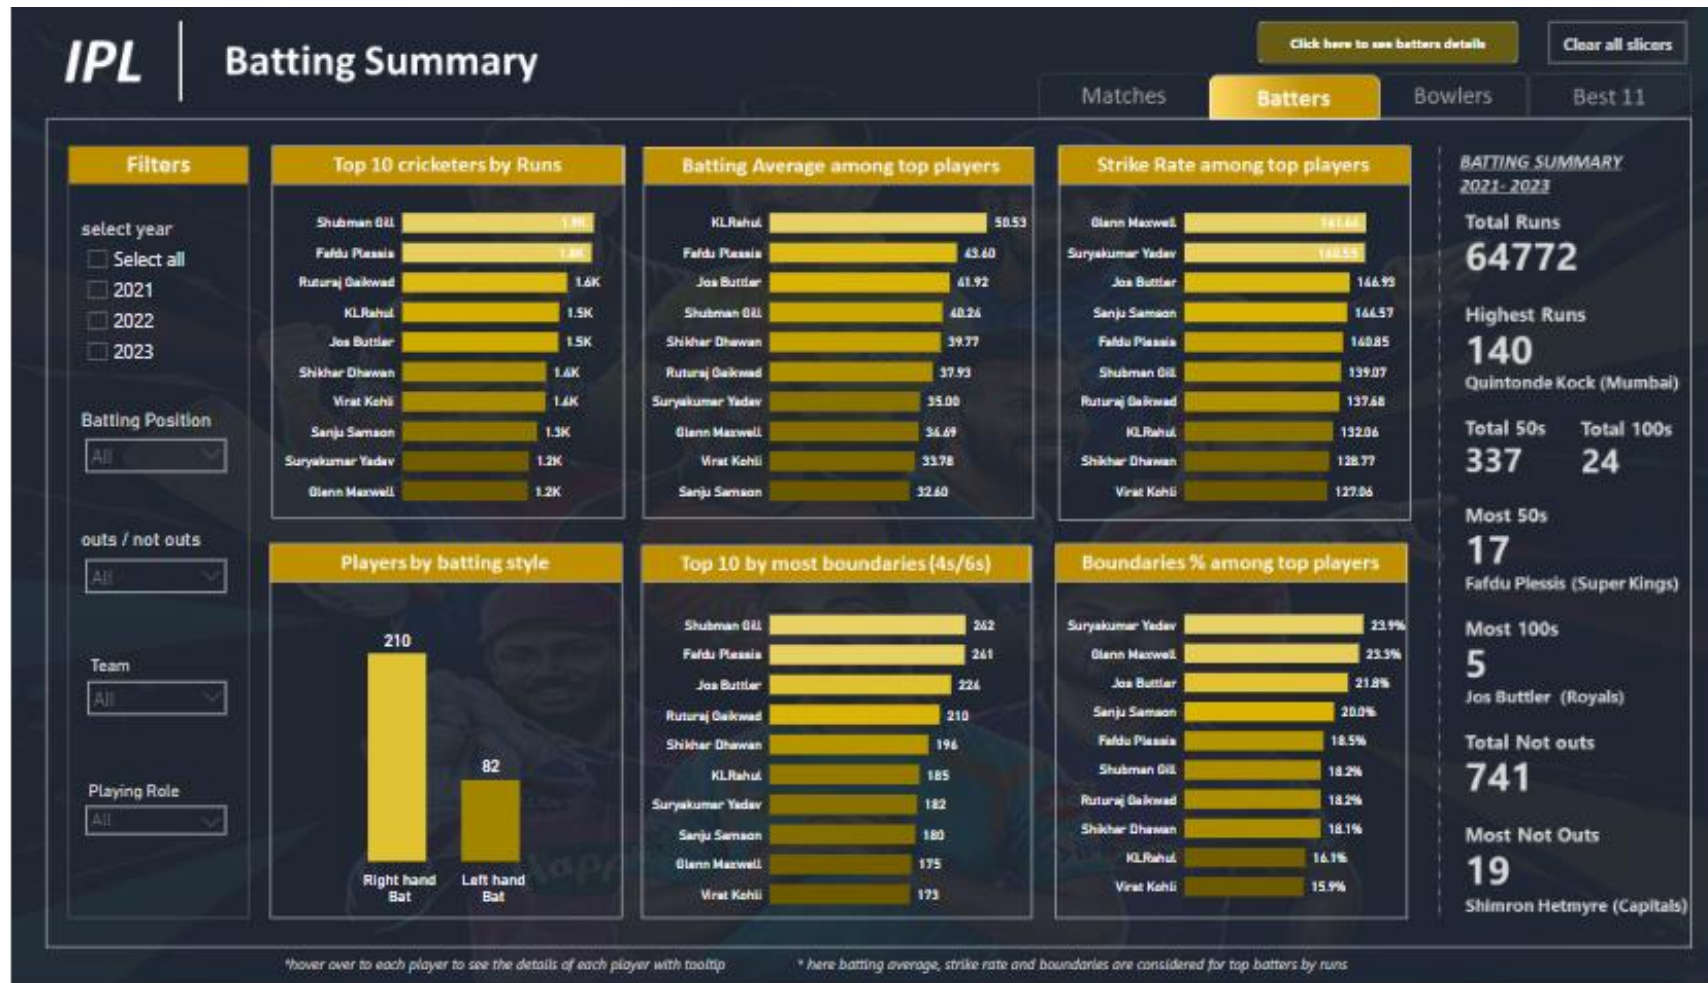 IPL
Batting Summary
Click here to see batters details
Clear all slicers
Matches
Batters
Bowlers
Best 11
Filters
select year
Select all
2021
2022
2023
Batting Position
All
outs / not outs
All
Team
All
Playing Role
All
Top 10 cricketers by Runs
Shubman Gill 1.9K
Fafdu Plessis 1.8K
Ruturaj Gaikwad 1.6K
KLRahul 1.5K
Jos Buttler 1.5K
Shikhar Dhawan 1.4K
Virat Kohli 1.4K
Sanju Samson 1.3K
Suryakumar Yadav 1.2K
Glenn Maxwell 1.2K
Batting Average among top players
KLRahul 50.53
Fafdu Plessis 43.60
Jos Buttler 41.92
Shubman Gill 40.24
Shikhar Dhawan 39.77
Ruturaj Gaikwad 37.93
Suryakumar Yadav 35.00
Glenn Maxwell 34.69
Virat Kohli 33.78
Sanju Samson 32.60
Strike Rate among top players
Glenn Maxwell
Suryakumar Yadav
Jos Buttler 144.93
Sanju Samson 144.57
Fafdu Plessis 140.85
Shubman Gill 139.07
Ruturaj Gaikwad 137.68
KLRahul 132.06
Shikhar Dhawan 128.77
Virat Kohli 127.06
Players by batting style
210
82
Right hand
Bat
Left hand
Bat
Top 10 by most boundaries (4s/6s)
Shubman Gill 262
Fafdu Plessis 261
Jos Buttler 224
Ruturaj Gaikwad 210
Shikhar Dhawan 196
KLRahul 185
Suryakumar Yadav 182
Sanju Samson 180
Glenn Maxwell 175
Virat Kohli 173
Boundaries % among top players
Suryakumar Yadav 23.9%
Glenn Maxwell 23.3%
Jos Buttler 21.8%
Sanju Samson 20.0%
Fafdu Plessis 18.5%
Shubman Gill 18.2%
Ruturaj Gaikwad 18.2%
Shikhar Dhawan 18.1%
KLRahul 16.1%
Virat Kohli 15.9%
BATTING SUMMARY
2021- 2023
Total Runs
64772
Highest Runs
140
Quintonde Kock (Mumbai)
Total 50s Total 100s
337 24
Most 50s
17
Fafdu Plessis (Super Kings)
Most 100s
5
Jos Buttler (Royals)
Total Not outs
741
Most Not Outs
19
Shimron Hetmyre (Capitals)
*hover over to each player to see the details of each player with tooltip
* here batting average, strike rate and boundaries are considered for top batters by runs